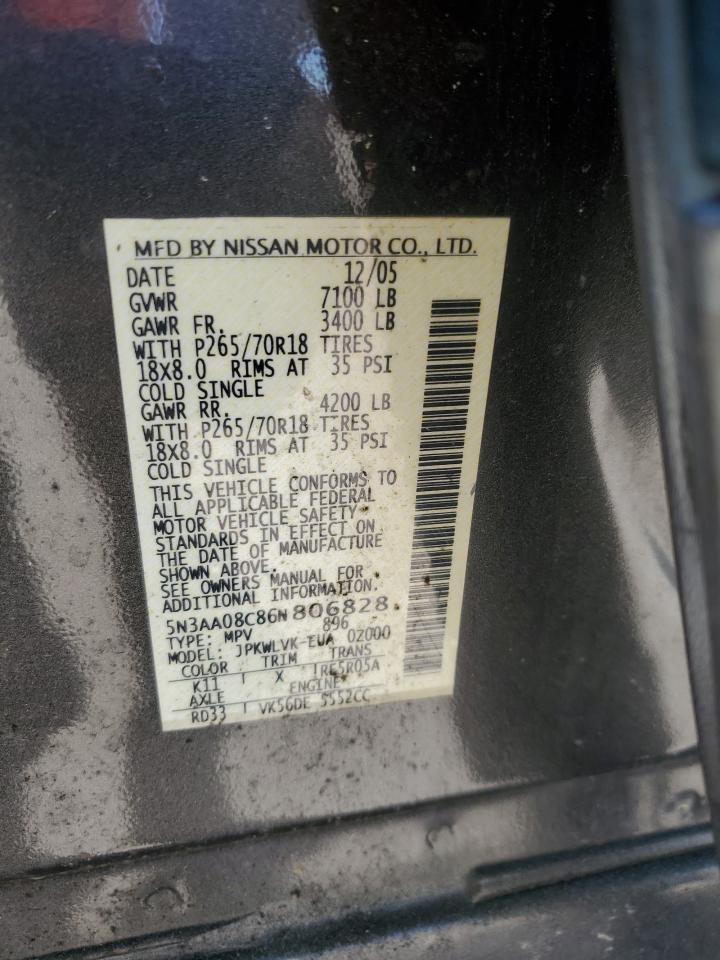 MFD BY NISSAN MOTOR CO., LTD.
DATE 12/05
GVWR 7100 LB
GAWR FR. 3400 LB
WITH P265/70R18 TIRES
18X8.0 RIMS AT 35 PSI
COLD SINGLE
GAWR RR. 4200 LB
WITH P265/70R18 TIRES
18X8.0 RIMS AT 35 PSI
COLD SINGLE
THIS VEHICLE CONFORMS TO
ALL APPLICABLE FEDERAL
MOTOR VEHICLE SAFETY
STANDARDS IN EFFECT ON
THE DATE OF MANUFACTURE
SHOWN ABOVE.
SEE OWNERS MANUAL FOR
ADDITIONAL INFORMATION.
5N3AA08C86N806828
TYPE: MPV 896
MODEL: JPKWLVK-EUA 02000
COLOR TRIM TRANS
K11 X RE5R05A
AXLE ENGINE
RD33 VK56DE 5552CC